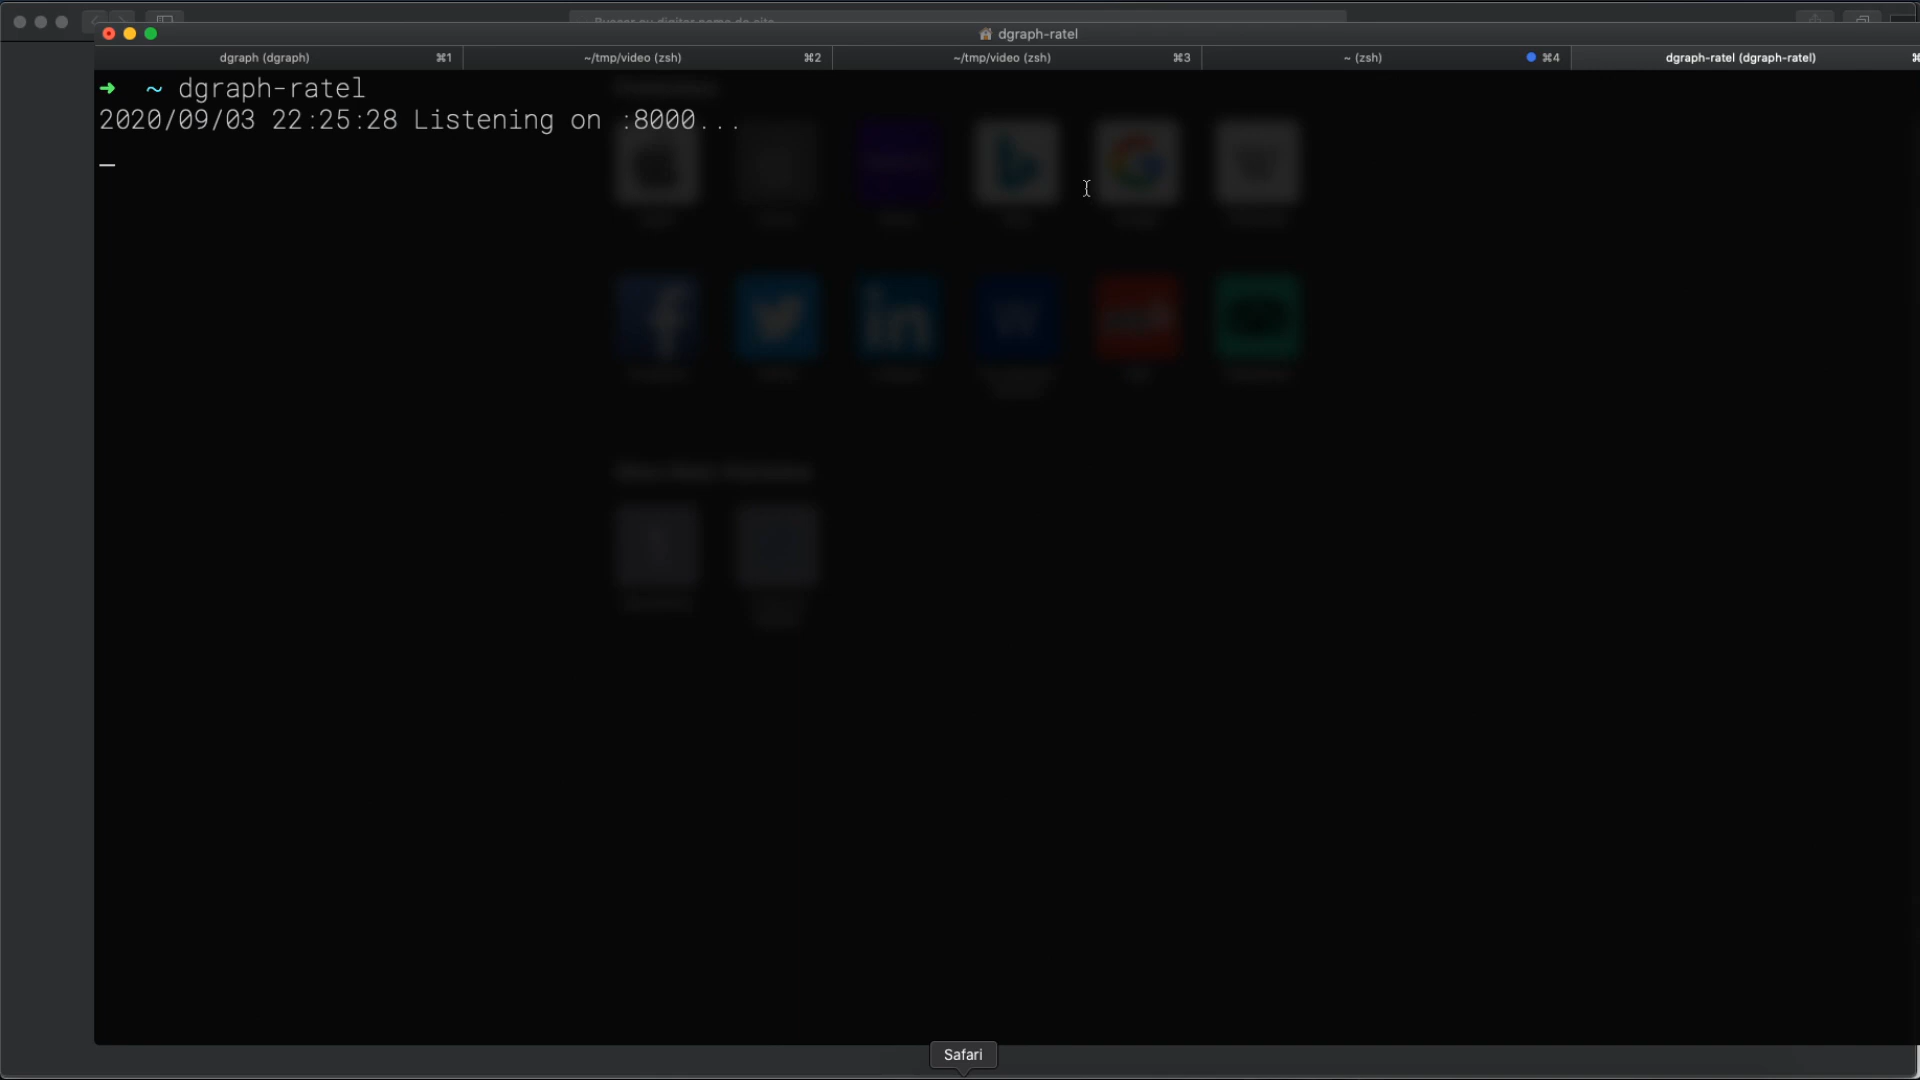 dgraph-ratel
dgraph (dgraph) ⌘1 ~/tmp/video (zsh) ⌘2 ~/tmp/video (zsh) ⌘3 ~ (zsh) ⌘4 dgraph-ratel (dgraph-ratel)
➜ ~ dgraph-ratel
2020/09/03 22:25:28 Listening on :8000...
Safari